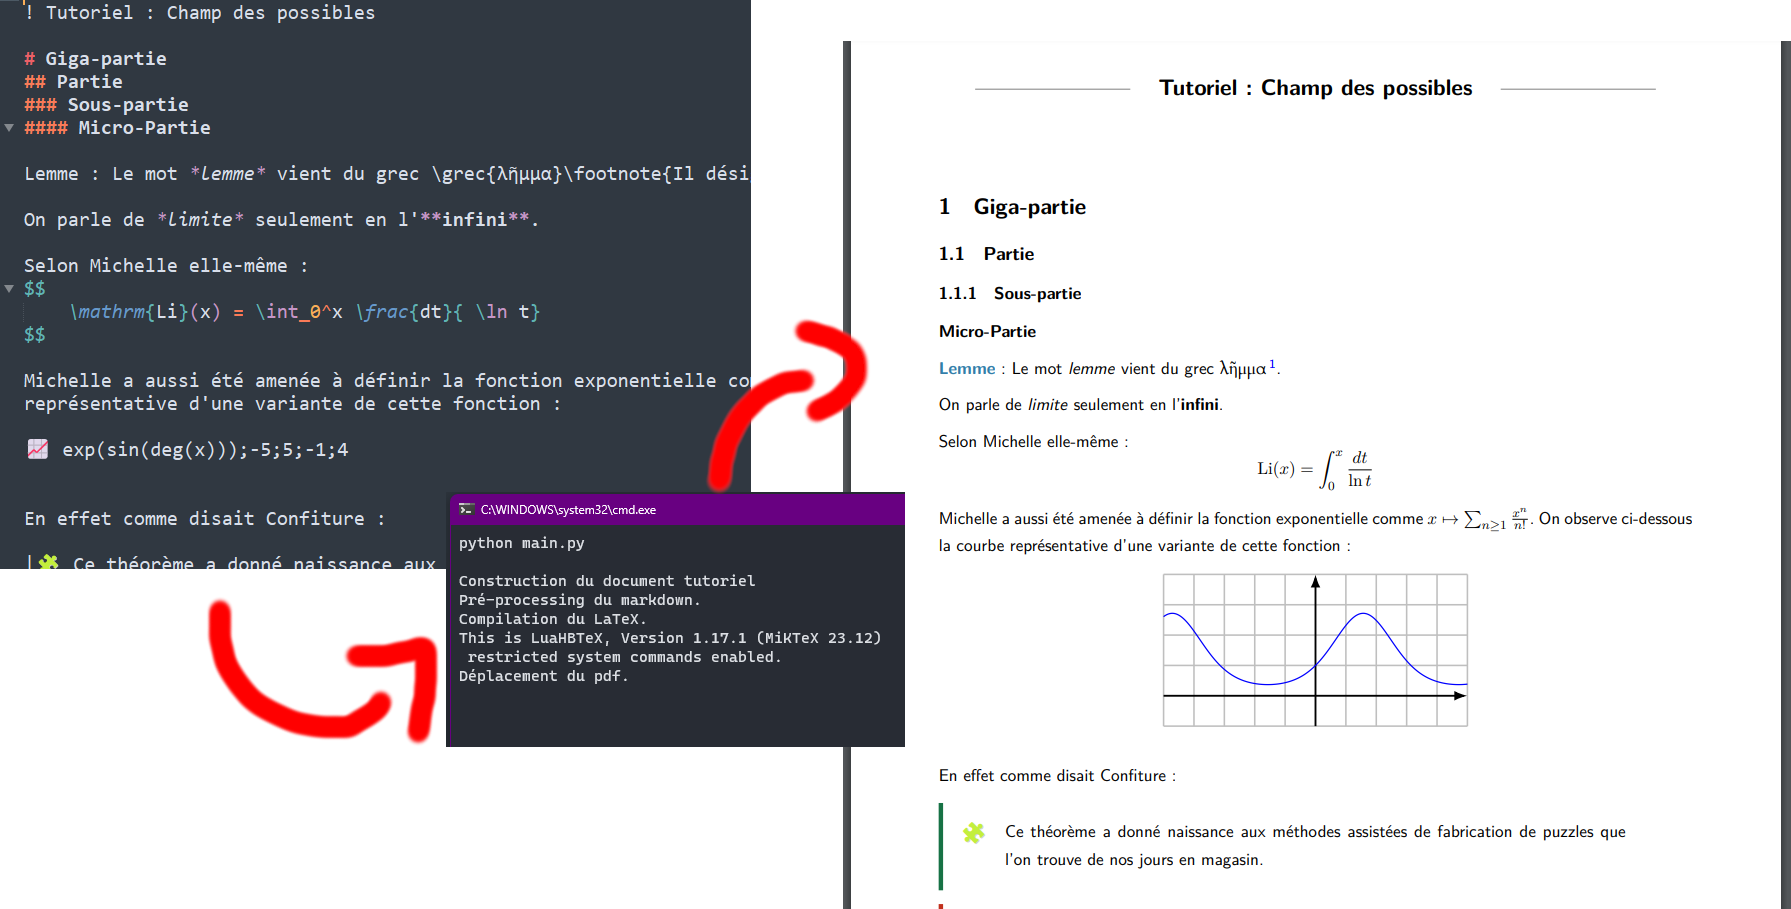 ! Tutoriel : Champ des possibles
# Giga-partie
## Partie
### Sous-partie
#### Micro-Partie
Lemme : Le mot *lemme* vient du grec \grec{λῆμμα}\footnote{Il dési
On parle de *limite* seulement en l'**infini**.
Selon Michelle elle-même :
$$
\mathrm{Li}(x) = \int_0^x \frac{dt}{ \ln t}
$$
Michelle a aussi été amenée à définir la fonction exponentielle co
représentative d'une variante de cette fonction :
📈 exp(sin(deg(x)));-5;5;-1;4
En effet comme disait Confiture :
|🧩 Ce théorème a donné naissance aux
C:\WINDOWS\system32\cmd.exe
python main.py
Construction du document tutoriel
Pré-processing du markdown.
Compilation du LaTeX.
This is LuaHBTeX, Version 1.17.1 (MiKTeX 23.12)
restricted system commands enabled.
Déplacement du pdf.
Tutoriel : Champ des possibles
1 Giga-partie
1.1 Partie
1.1.1 Sous-partie
Micro-Partie
Lemme : Le mot lemme vient du grec λῆμμα¹.
On parle de limite seulement en l'infini.
Selon Michelle elle-même :
Li(x) = ∫₀ˣ dt/ln t
Michelle a aussi été amenée à définir la fonction exponentielle comme x ↦ ∑ₙ≥₁ xⁿ/n!. On observe ci-dessous
la courbe représentative d'une variante de cette fonction :
En effet comme disait Confiture :
🧩 Ce théorème a donné naissance aux méthodes assistées de fabrication de puzzles que
l'on trouve de nos jours en magasin.